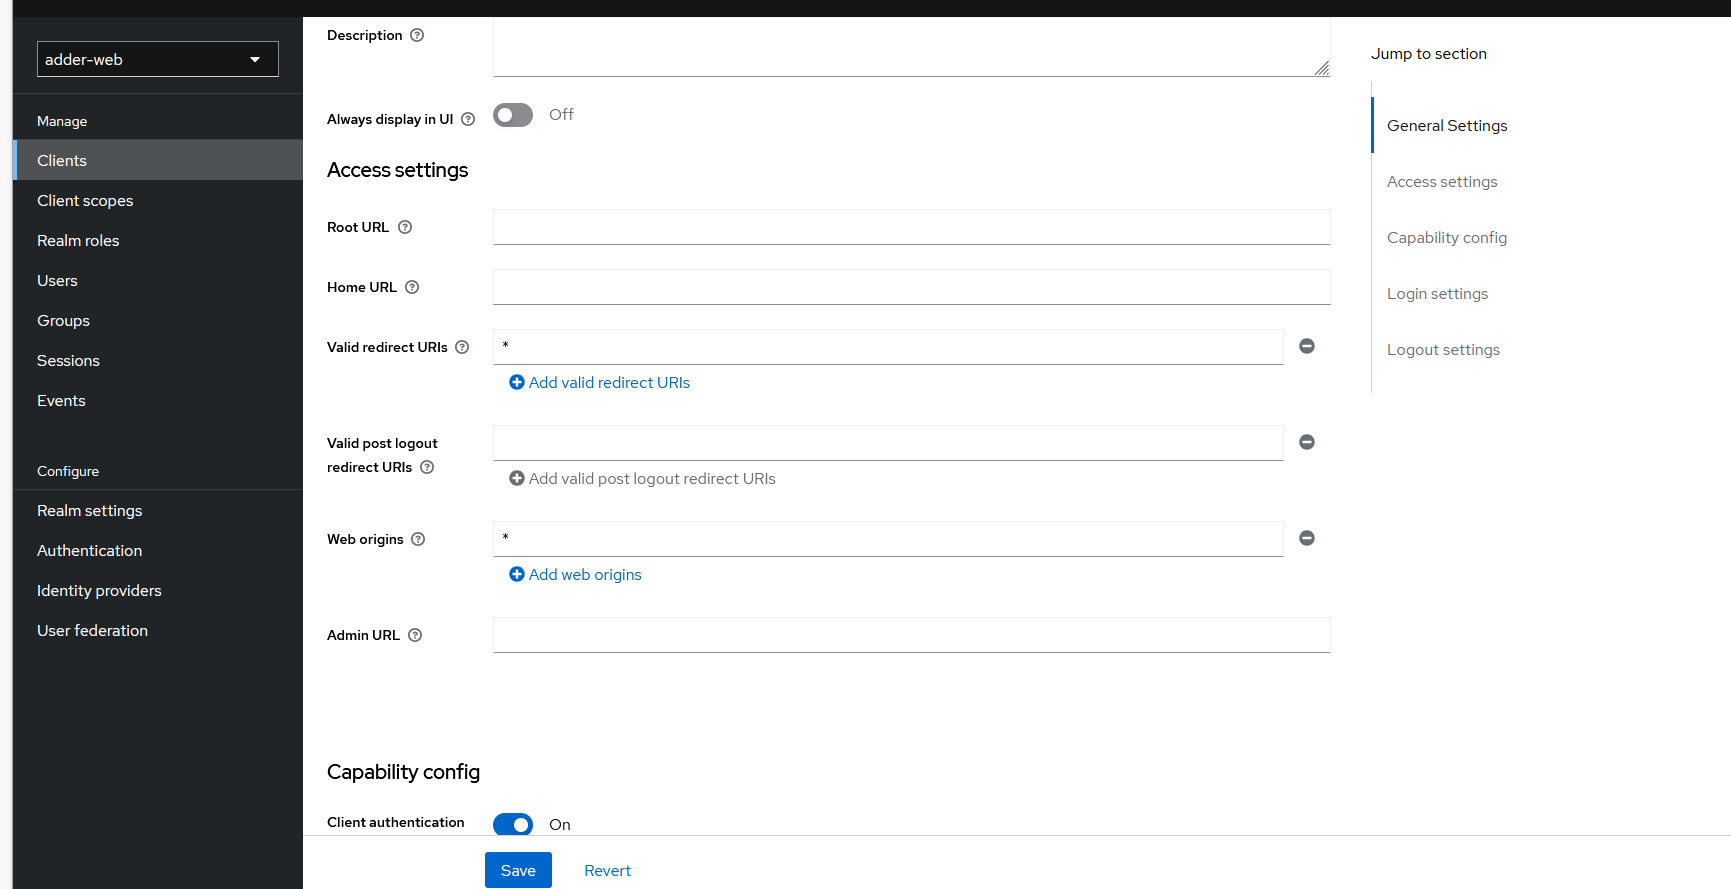 adder-web
Manage
Clients
Client scopes
Realm roles
Users
Groups
Sessions
Events
Configure
Realm settings
Authentication
Identity providers
User federation
Description
Always display in UI
Off
Access settings
Root URL
Home URL
Valid redirect URIs
*
Add valid redirect URIs
Valid post logout
redirect URIs
Add valid post logout redirect URIs
Web origins
*
Add web origins
Admin URL
Capability config
Client authentication
On
Save
Revert
Jump to section
General Settings
Access settings
Capability config
Login settings
Logout settings